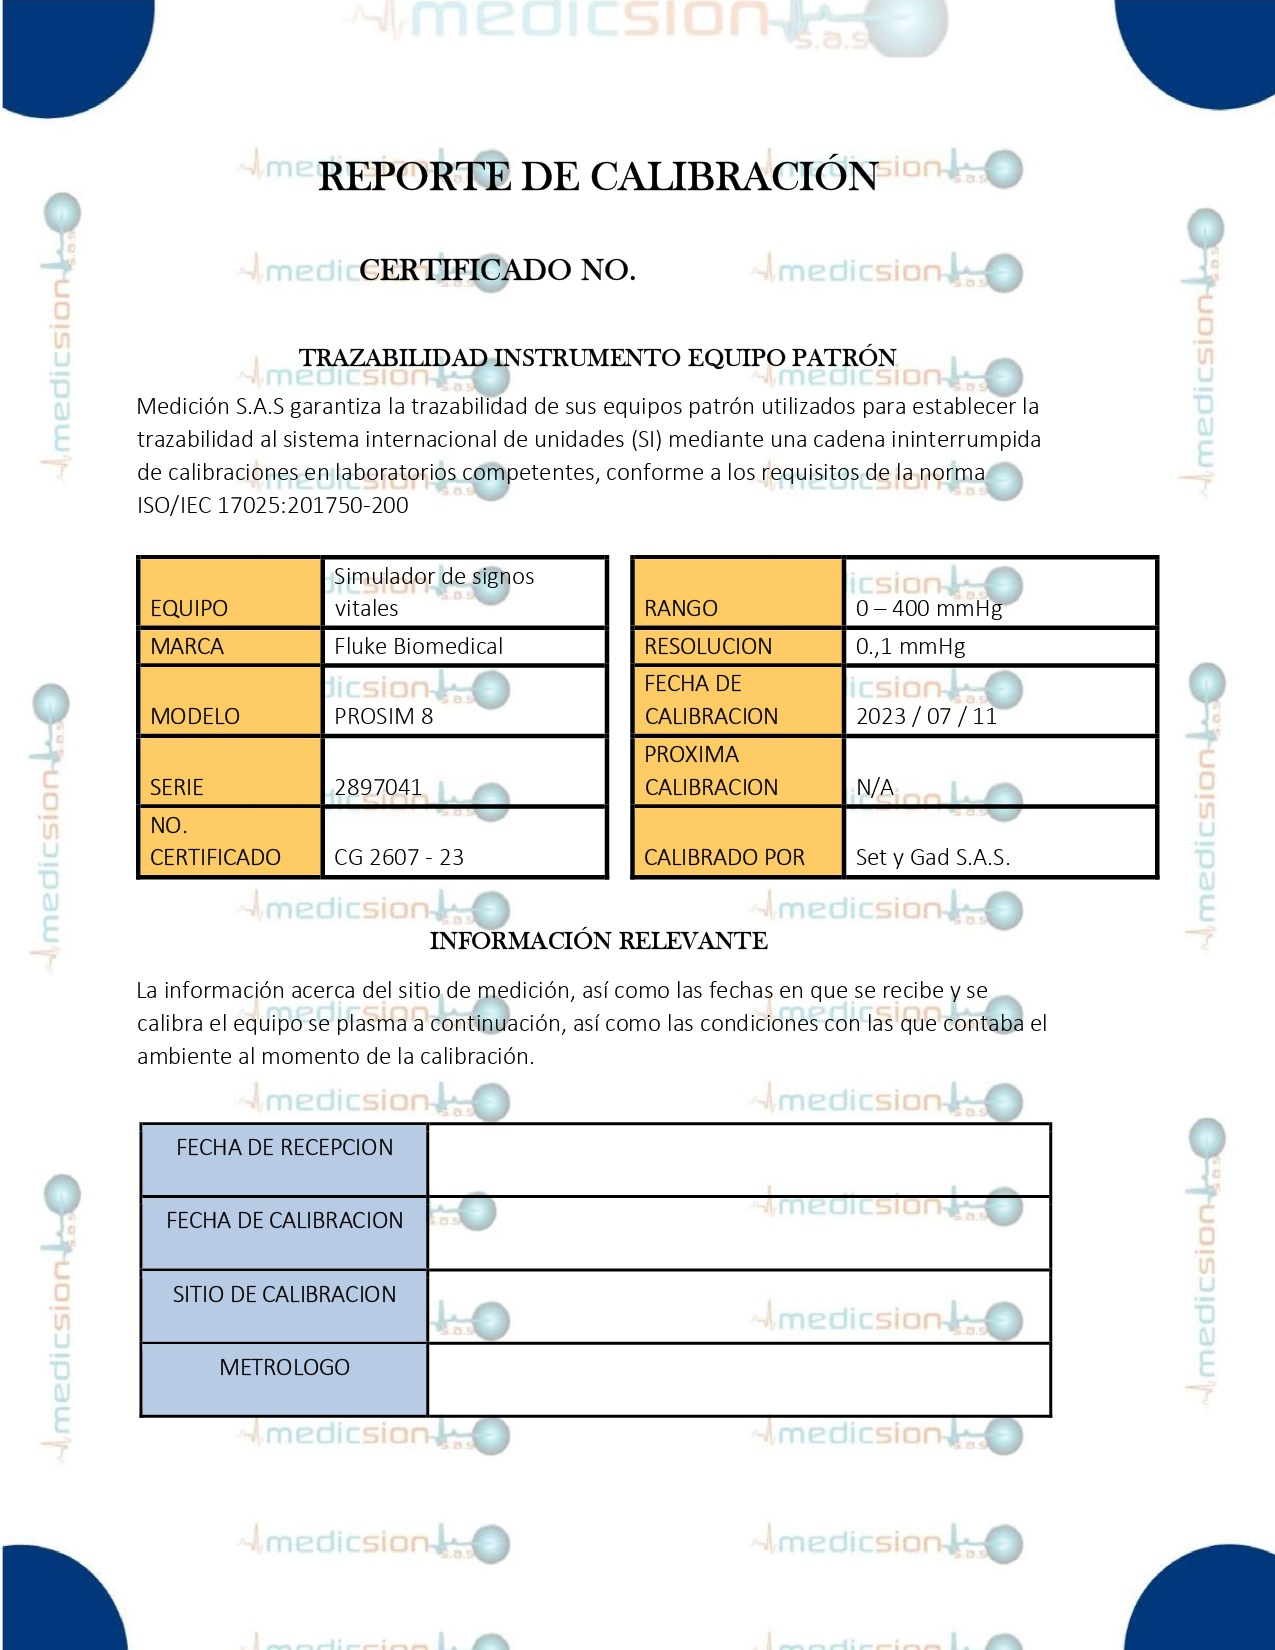 medicsion s.a.s
REPORTE DE CALIBRACIÓN
CERTIFICADO NO.
TRAZABILIDAD INSTRUMENTO EQUIPO PATRÓN
Medición S.A.S garantiza la trazabilidad de sus equipos patrón utilizados para establecer la
trazabilidad al sistema internacional de unidades (SI) mediante una cadena ininterrumpida
de calibraciones en laboratorios competentes, conforme a los requisitos de la norma
ISO/IEC 17025:201750-200
EQUIPO Simulador de signos vitales
MARCA Fluke Biomedical
MODELO PROSIM 8
SERIE 2897041
NO. CERTIFICADO CG 2607 - 23
RANGO 0 – 400 mmHg
RESOLUCION 0.,1 mmHg
FECHA DE CALIBRACION 2023 / 07 / 11
PROXIMA CALIBRACION N/A
CALIBRADO POR Set y Gad S.A.S.
INFORMACIÓN RELEVANTE
La información acerca del sitio de medición, así como las fechas en que se recibe y se
calibra el equipo se plasma a continuación, así como las condiciones con las que contaba el
ambiente al momento de la calibración.
FECHA DE RECEPCION
FECHA DE CALIBRACION
SITIO DE CALIBRACION
METROLOGO